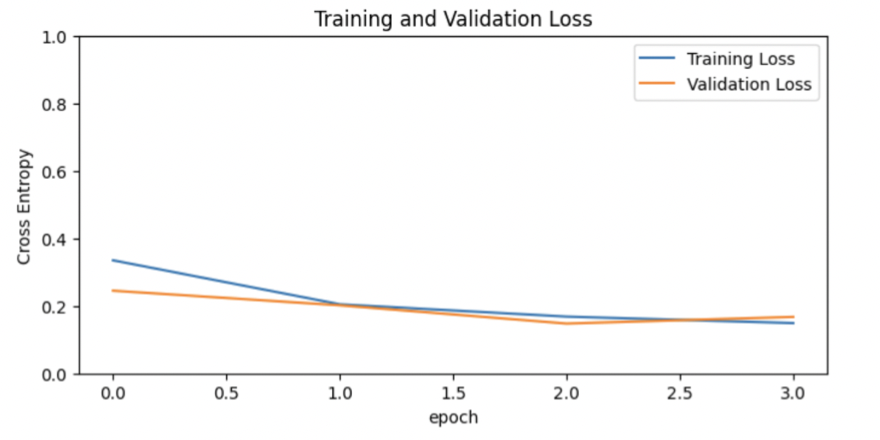 Training and Validation Loss
Training Loss
Validation Loss
Cross Entropy
1.0
0.8
0.6
0.4
0.2
0.0
0.0 0.5 1.0 1.5 2.0 2.5 3.0
epoch